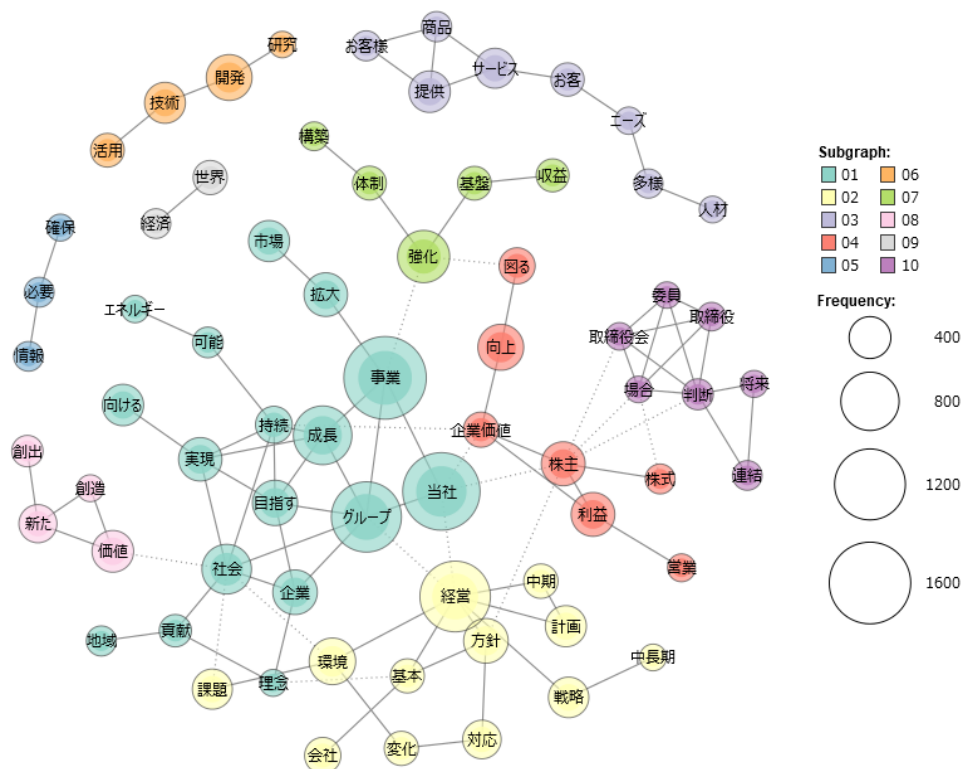 研究
開発
技術
活用
お客様
商品
サービス
提供
お客
ニーズ
多様
人材
構築
体制
基盤
収益
強化
図る
世界
経済
確保
必要
情報
市場
拡大
エネルギー
可能
事業
向上
委員
取締役
取締役会
場合
判断
将来
連結
向ける
持続
成長
企業価値
実現
目指す
グループ
当社
株主
株式
利益
営業
創出
創造
新た
価値
社会
企業
経営
中期
計画
方針
地域
貢献
環境
課題
理念
基本
中長期
戦略
会社
変化
対応
Subgraph:
01
06
02
07
03
08
04
09
05
10
Frequency:
400
800
1200
1600